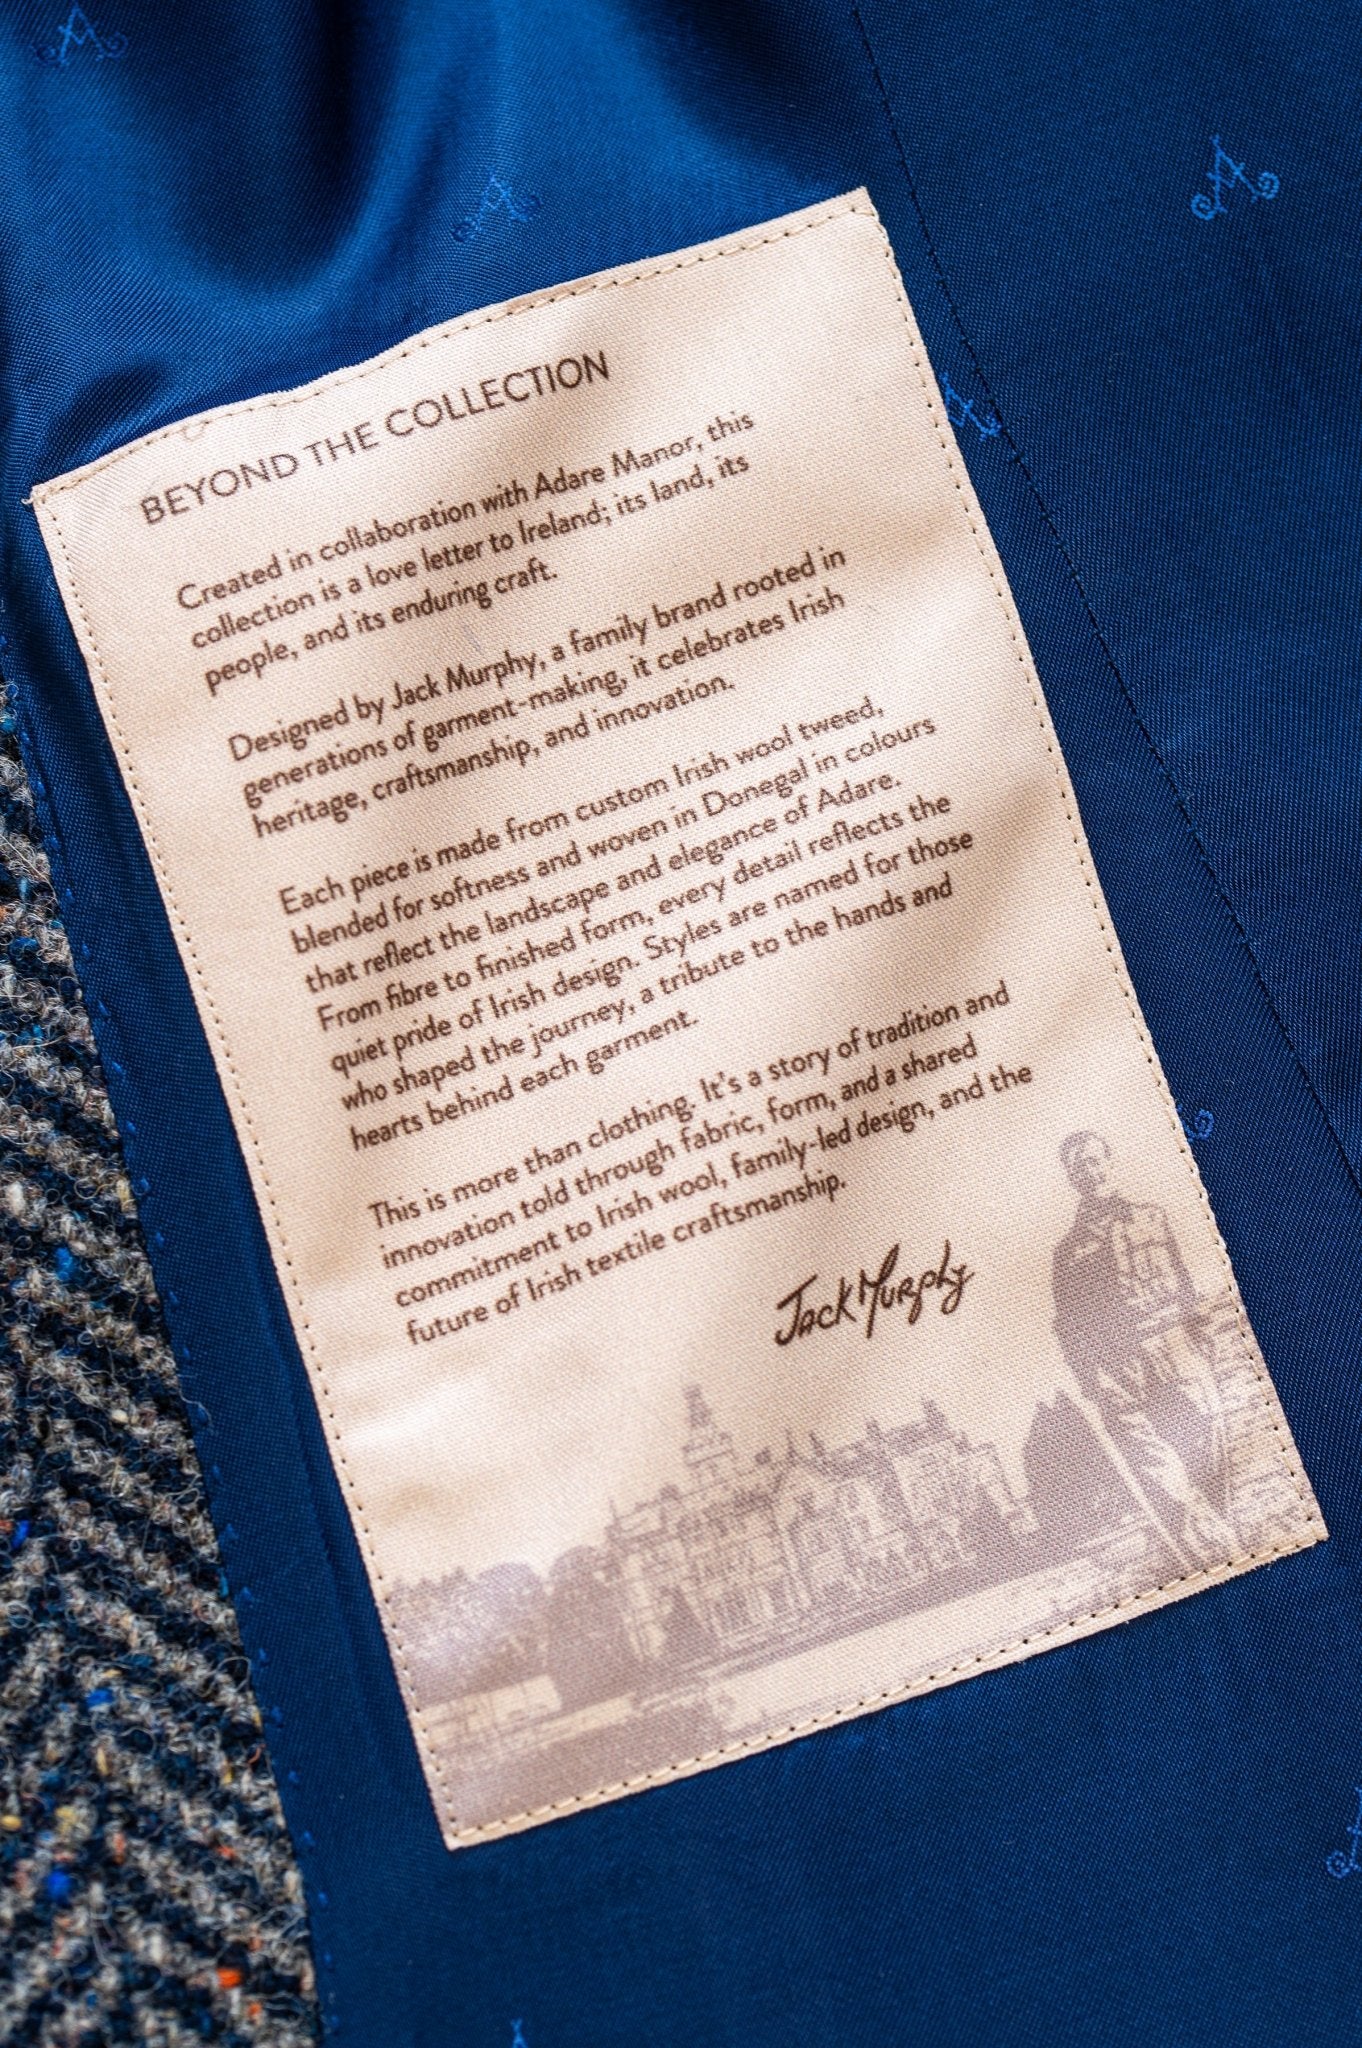 BEYOND THE COLLECTION
Created in collaboration with Adare Manor, this
collection is a love letter to Ireland; its land, its
people, and its enduring craft.
Designed by Jack Murphy, a family brand rooted in
generations of garment-making, it celebrates Irish
heritage, craftsmanship, and innovation.
Each piece is made from custom Irish wool tweed,
blended for softness and woven in Donegal in colours
that reflect the landscape and elegance of Adare.
From fibre to finished form, every detail reflects the
quiet pride of Irish design. Styles are named for those
who shaped the journey, a tribute to the hands and
hearts behind each garment.
This is more than clothing. It's a story of tradition and
innovation told through fabric, form, and a shared
commitment to Irish wool, family-led design, and the
future of Irish textile craftsmanship.
Jack Murphy